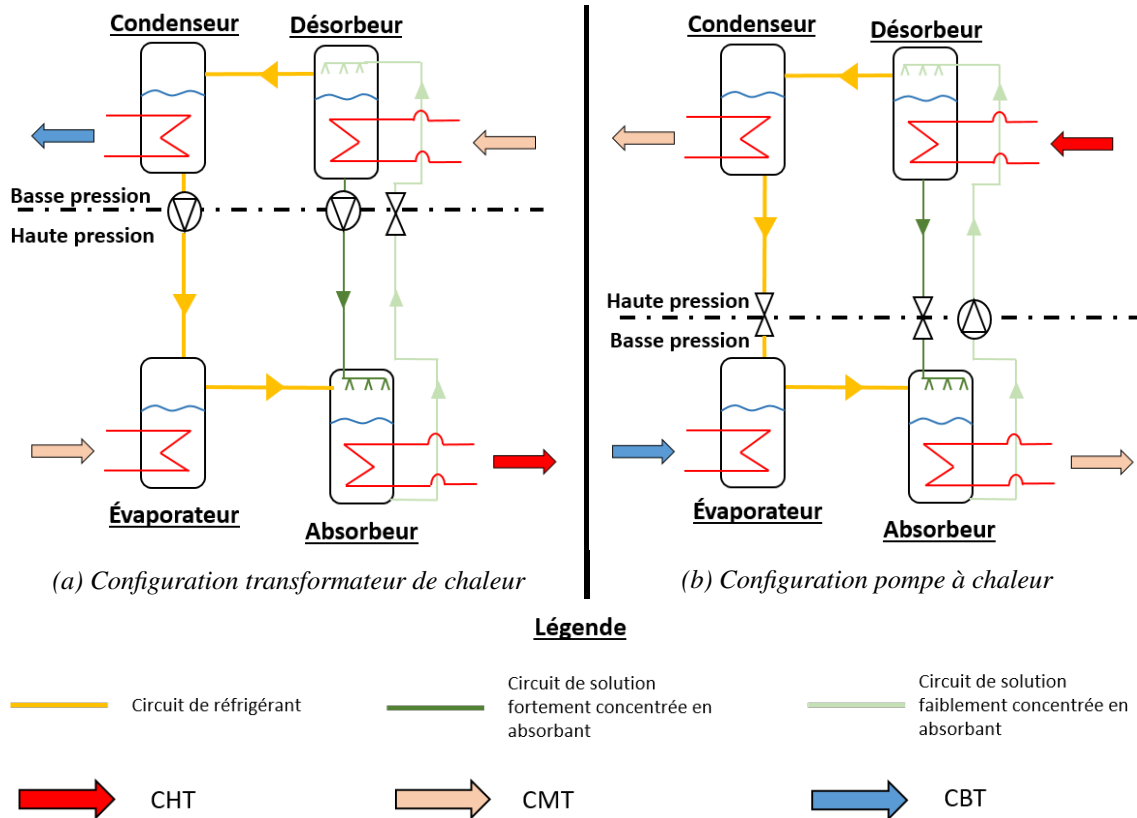 Condenseur
Désorbeur
Basse pression
Haute pression
Évaporateur
Absorbeur
(a) Configuration transformateur de chaleur
Condenseur
Désorbeur
Haute pression
Basse pression
Évaporateur
Absorbeur
(b) Configuration pompe à chaleur
Légende
Circuit de réfrigérant
Circuit de solution
fortement concentrée en
absorbant
Circuit de solution
faiblement concentrée en
absorbant
CHT
CMT
CBT